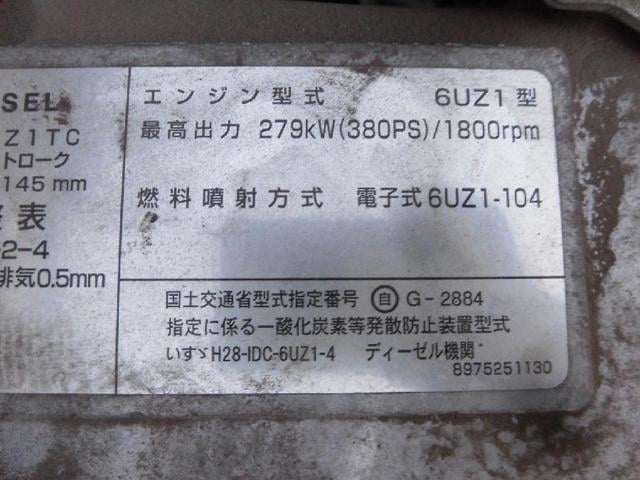 SEL
Z1TC
トローク
145 mm
表
2-4
排気0.5mm
エンジン型式 6UZ1型
最高出力 279kW(380PS)/1800rpm
燃料噴射方式 電子式6UZ1-104
国土交通省型式指定番号 自 G-2884
指定に係る一酸化炭素等発散防止装置型式
いすゞH28-IDC-6UZ1-4 ディーゼル機関
8975251130